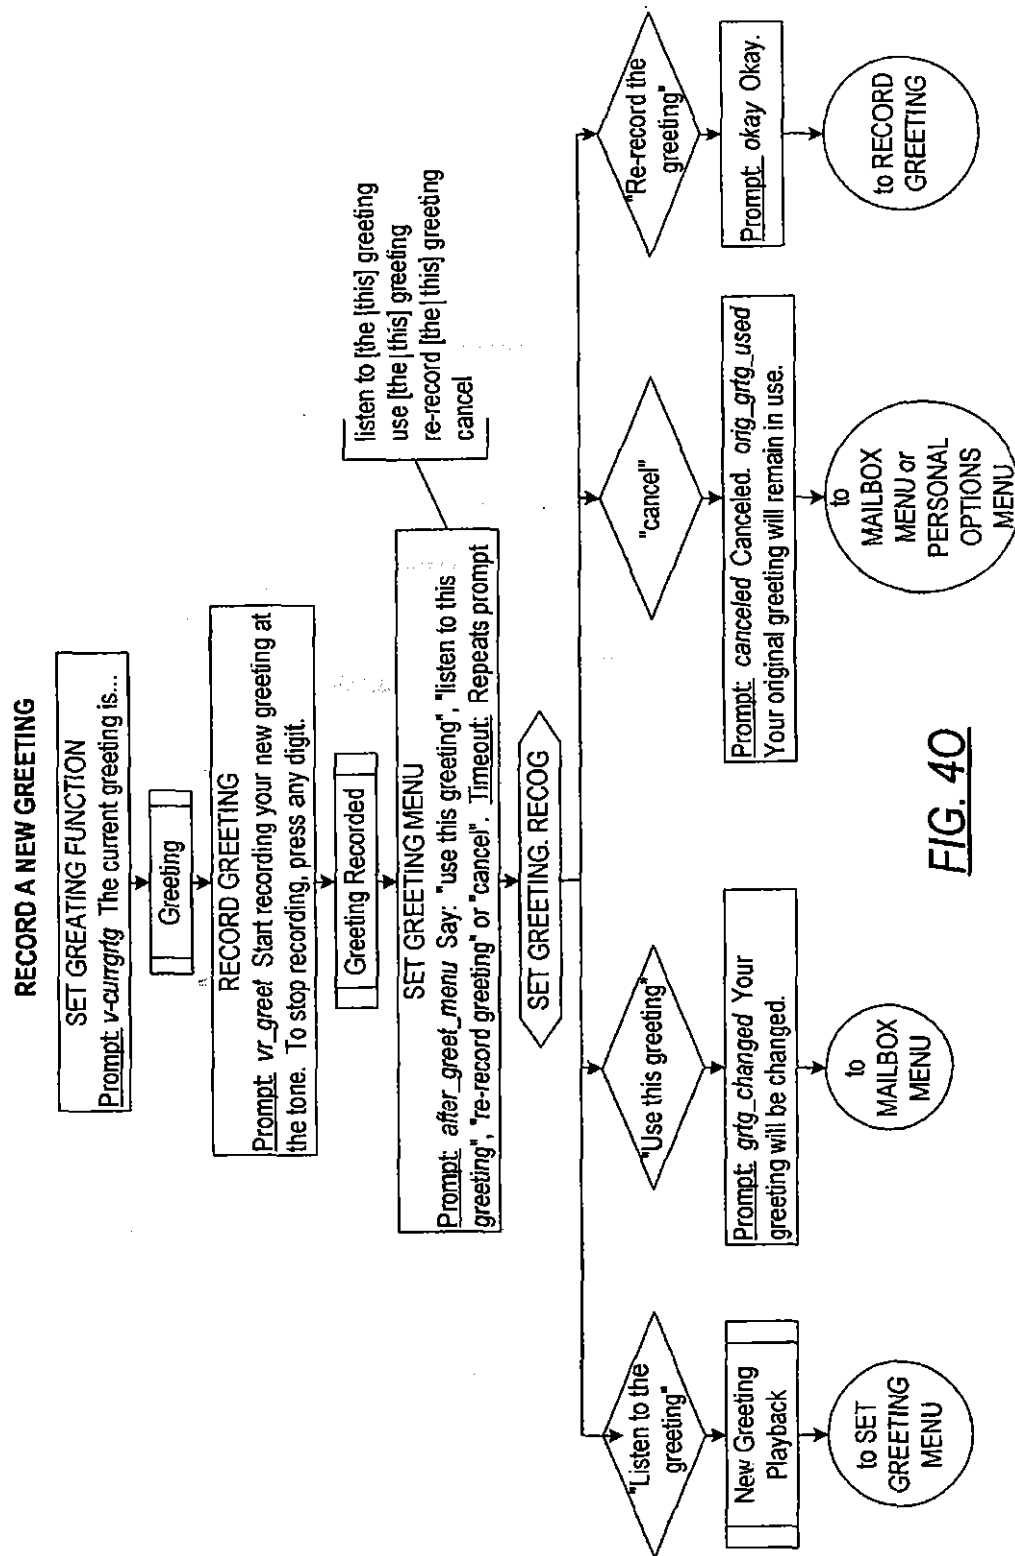 RECORD A NEW GREETING
SET GREATING FUNCTION
Prompt: v-currgrtg The current greeting is...
Greeting
RECORD GREETING
Prompt: vr_greet Start recording your new greeting at
the tone. To stop recording, press any digit.
Greeting Recorded
SET GREETING MENU
Prompt: after_greet_menu Say: "use this greeting", "listen to this
greeting", "re-record greeting" or "cancel". Timeout: Repeats prompt
listen to [the |this] greeting
use [the|this] greeting
re-record [the|this] greeting
cancel
SET GREETING. RECOG
"Listen to the
greeting"
New Greeting
Playback
to SET
GREETING
MENU
"Use this greeting"
Prompt: grtg_changed Your
greeting will be changed.
to
MAILBOX
MENU
"cancel"
Prompt: canceled Canceled. orig_grtg_used
Your original greeting will remain in use.
to
MAILBOX
MENU or
PERSONAL
OPTIONS
MENU
"Re-record the
greeting"
Prompt: okay Okay.
to RECORD
GREETING
FIG. 40